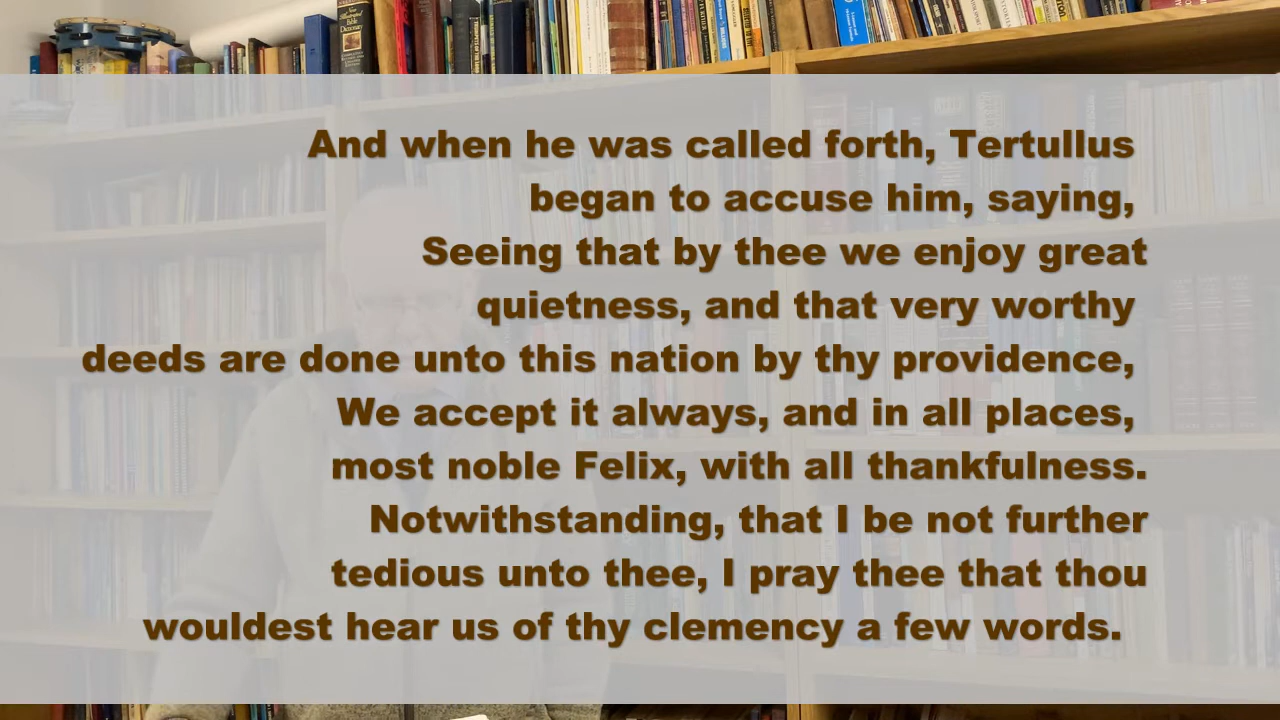 And when he was called forth, Tertullus
began to accuse him, saying,
Seeing that by thee we enjoy great
quietness, and that very worthy
deeds are done unto this nation by thy providence,
We accept it always, and in all places,
most noble Felix, with all thankfulness.
Notwithstanding, that I be not further
tedious unto thee, I pray thee that thou
wouldest hear us of thy clemency a few words.